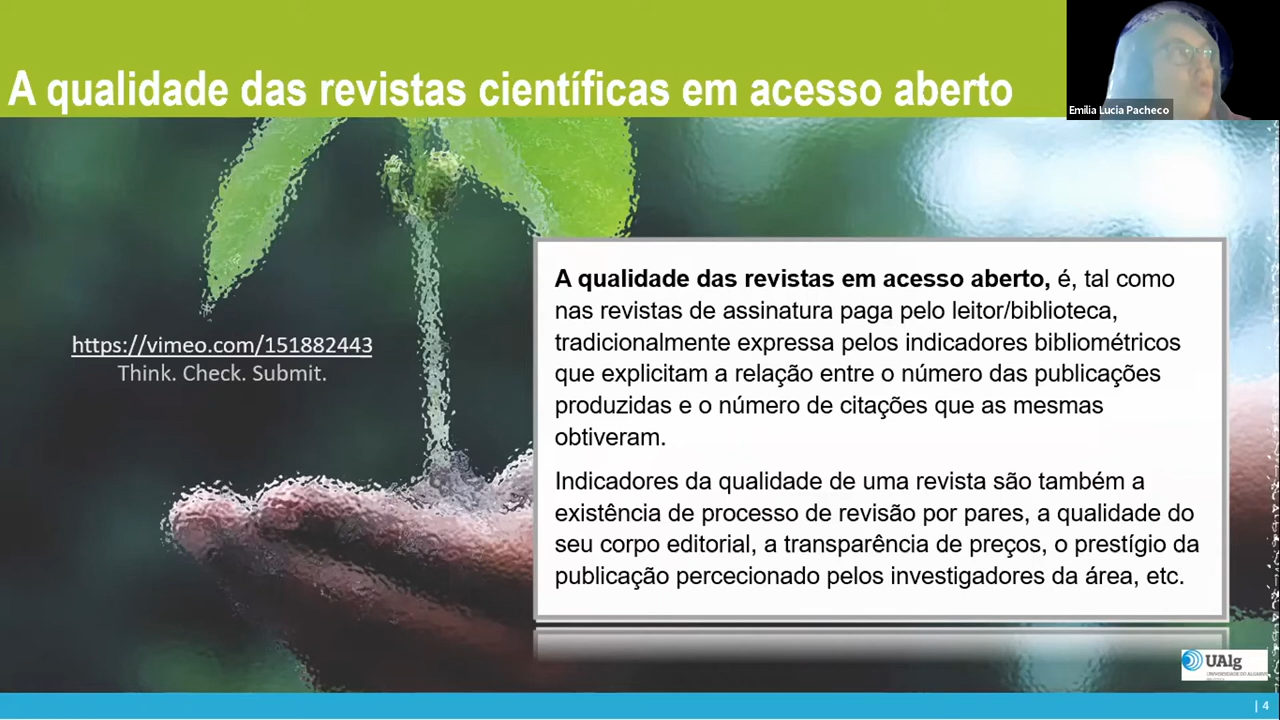 A qualidade das revistas científicas em acesso aberto
Emilia Lucia Pacheco
https://vimeo.com/151882443
Think. Check. Submit.
A qualidade das revistas em acesso aberto, é, tal como
nas revistas de assinatura paga pelo leitor/biblioteca,
tradicionalmente expressa pelos indicadores bibliométricos
que explicitam a relação entre o número das publicações
produzidas e o número de citações que as mesmas
obtiveram.
Indicadores da qualidade de uma revista são também a
existência de processo de revisão por pares, a qualidade do
seu corpo editorial, a transparência de preços, o prestígio da
publicação percecionado pelos investigadores da área, etc.
UAlg
UNIVERSIDADE DO ALGARVE
| 4